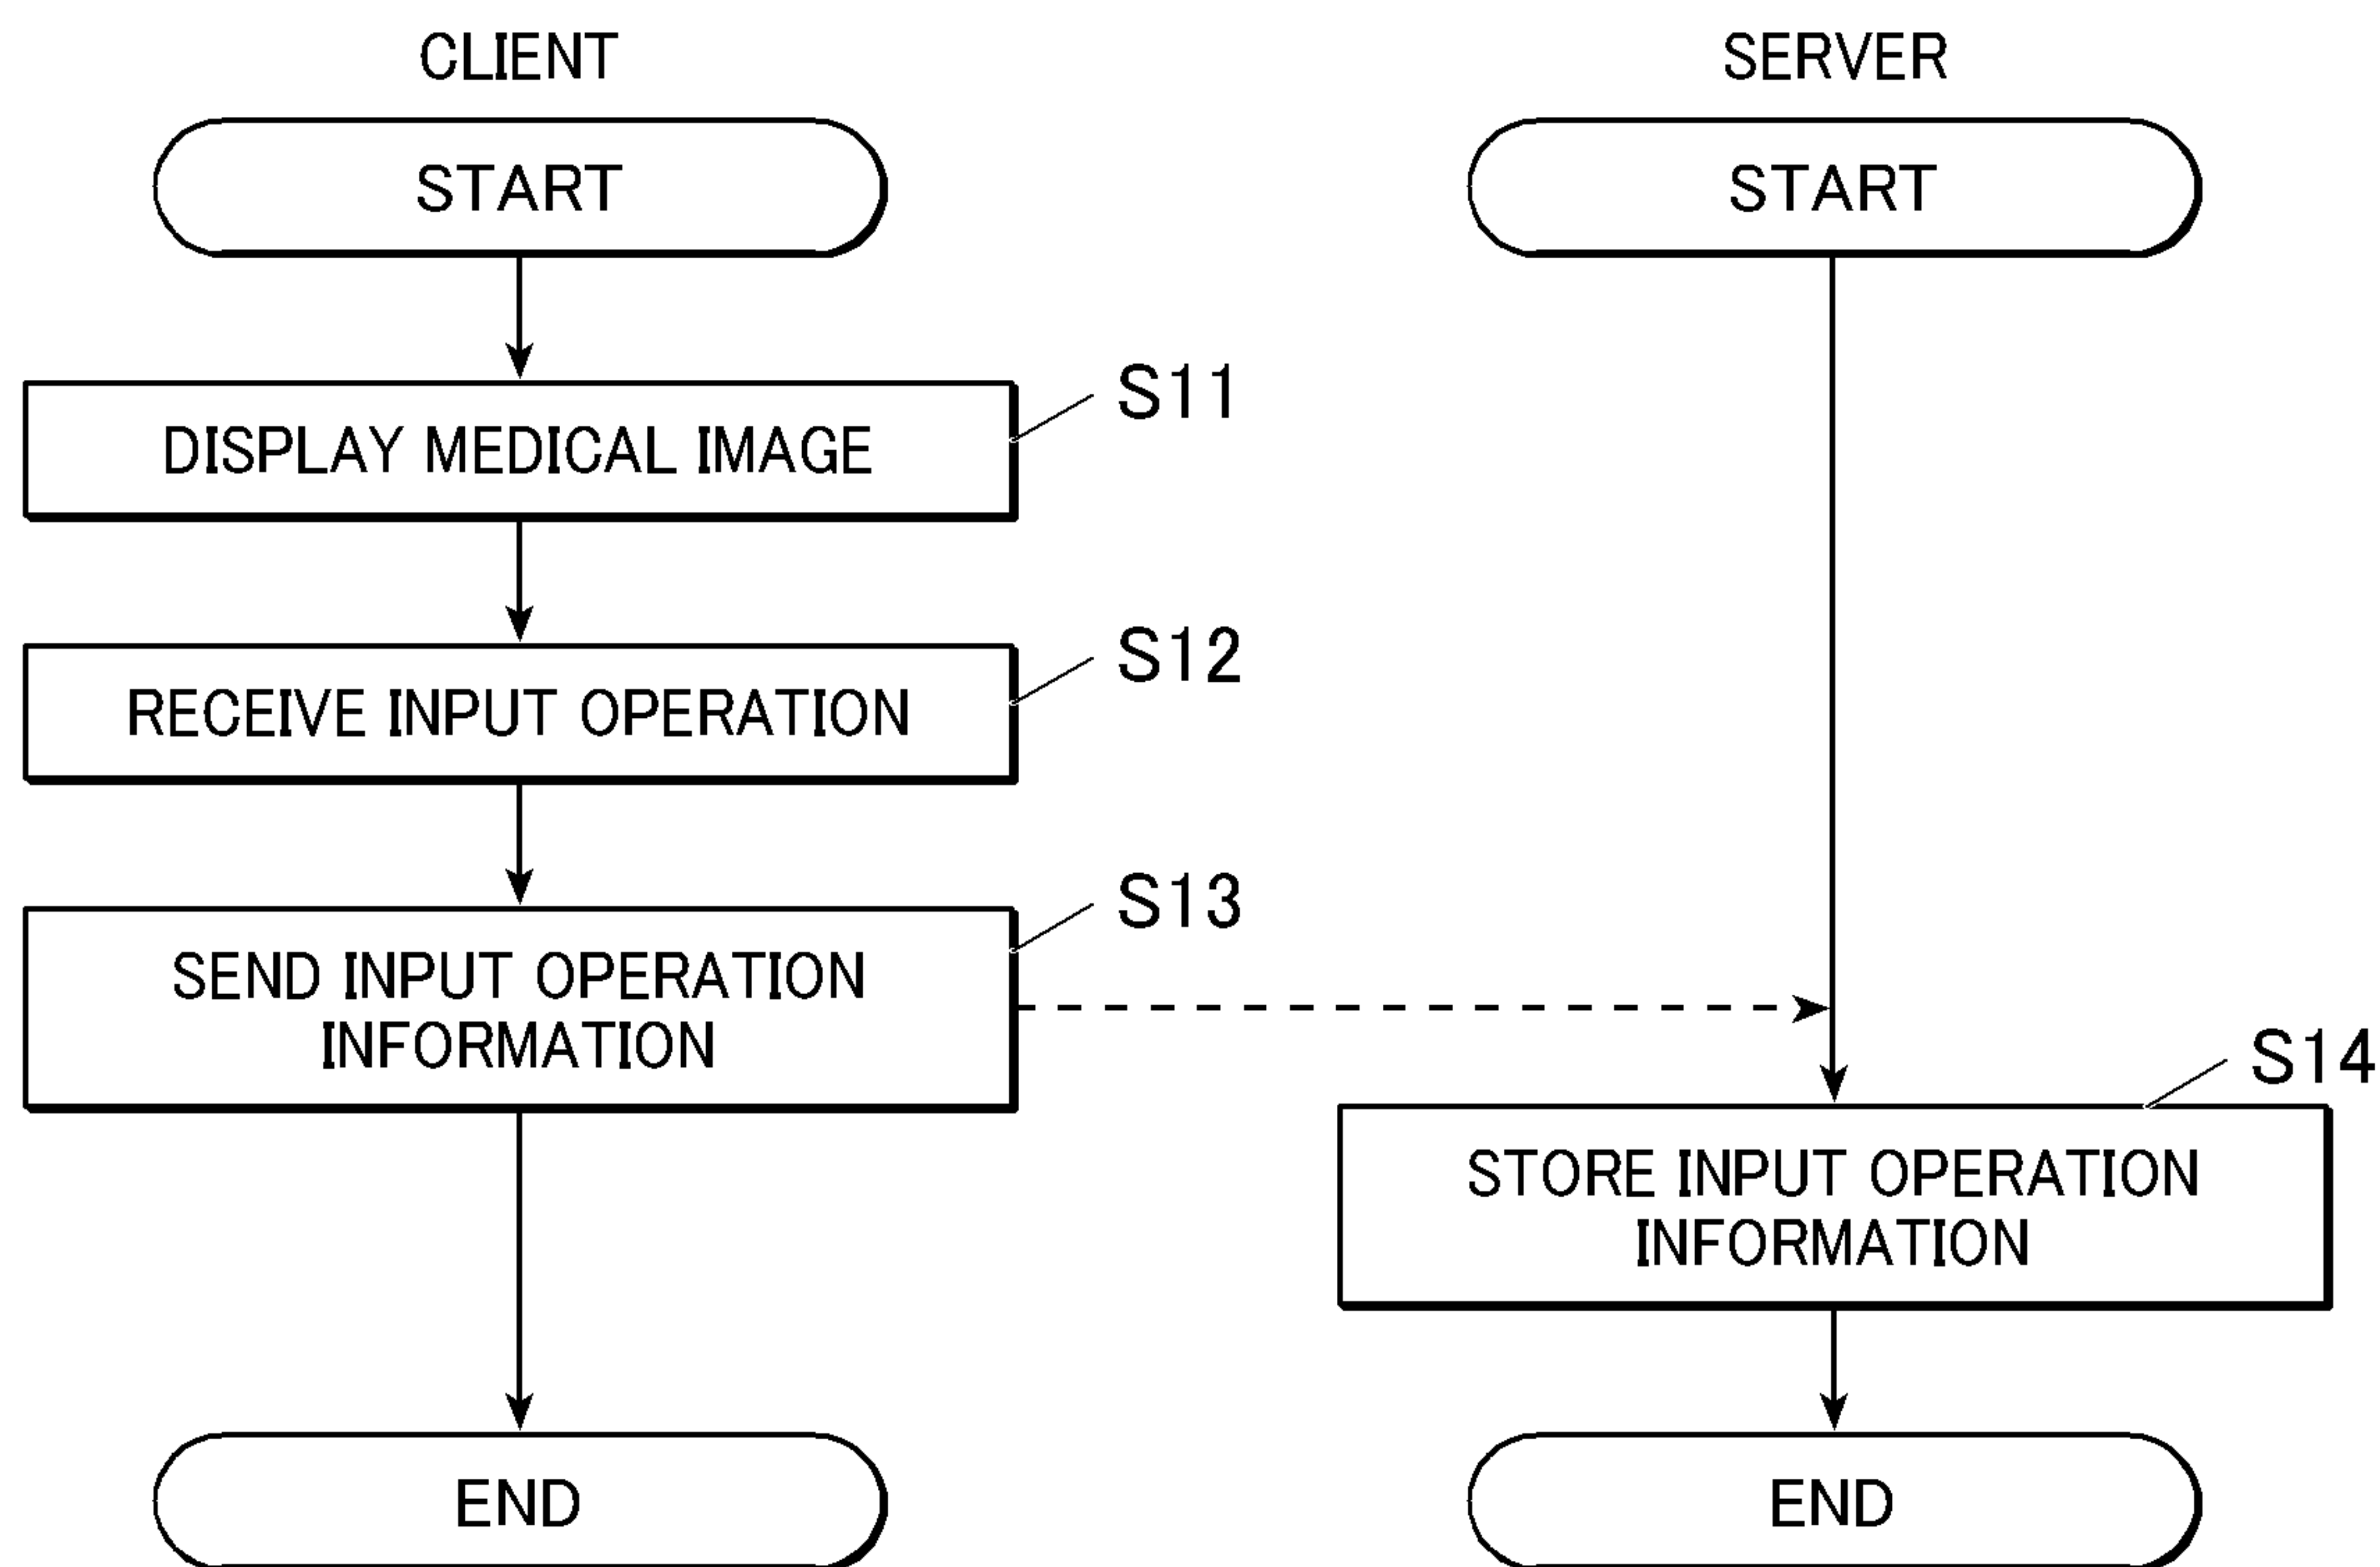 CLIENT
START
DISPLAY MEDICAL IMAGE
S11
RECEIVE INPUT OPERATION
S12
SEND INPUT OPERATION
INFORMATION
S13
END
SERVER
START
STORE INPUT OPERATION
INFORMATION
S14
END